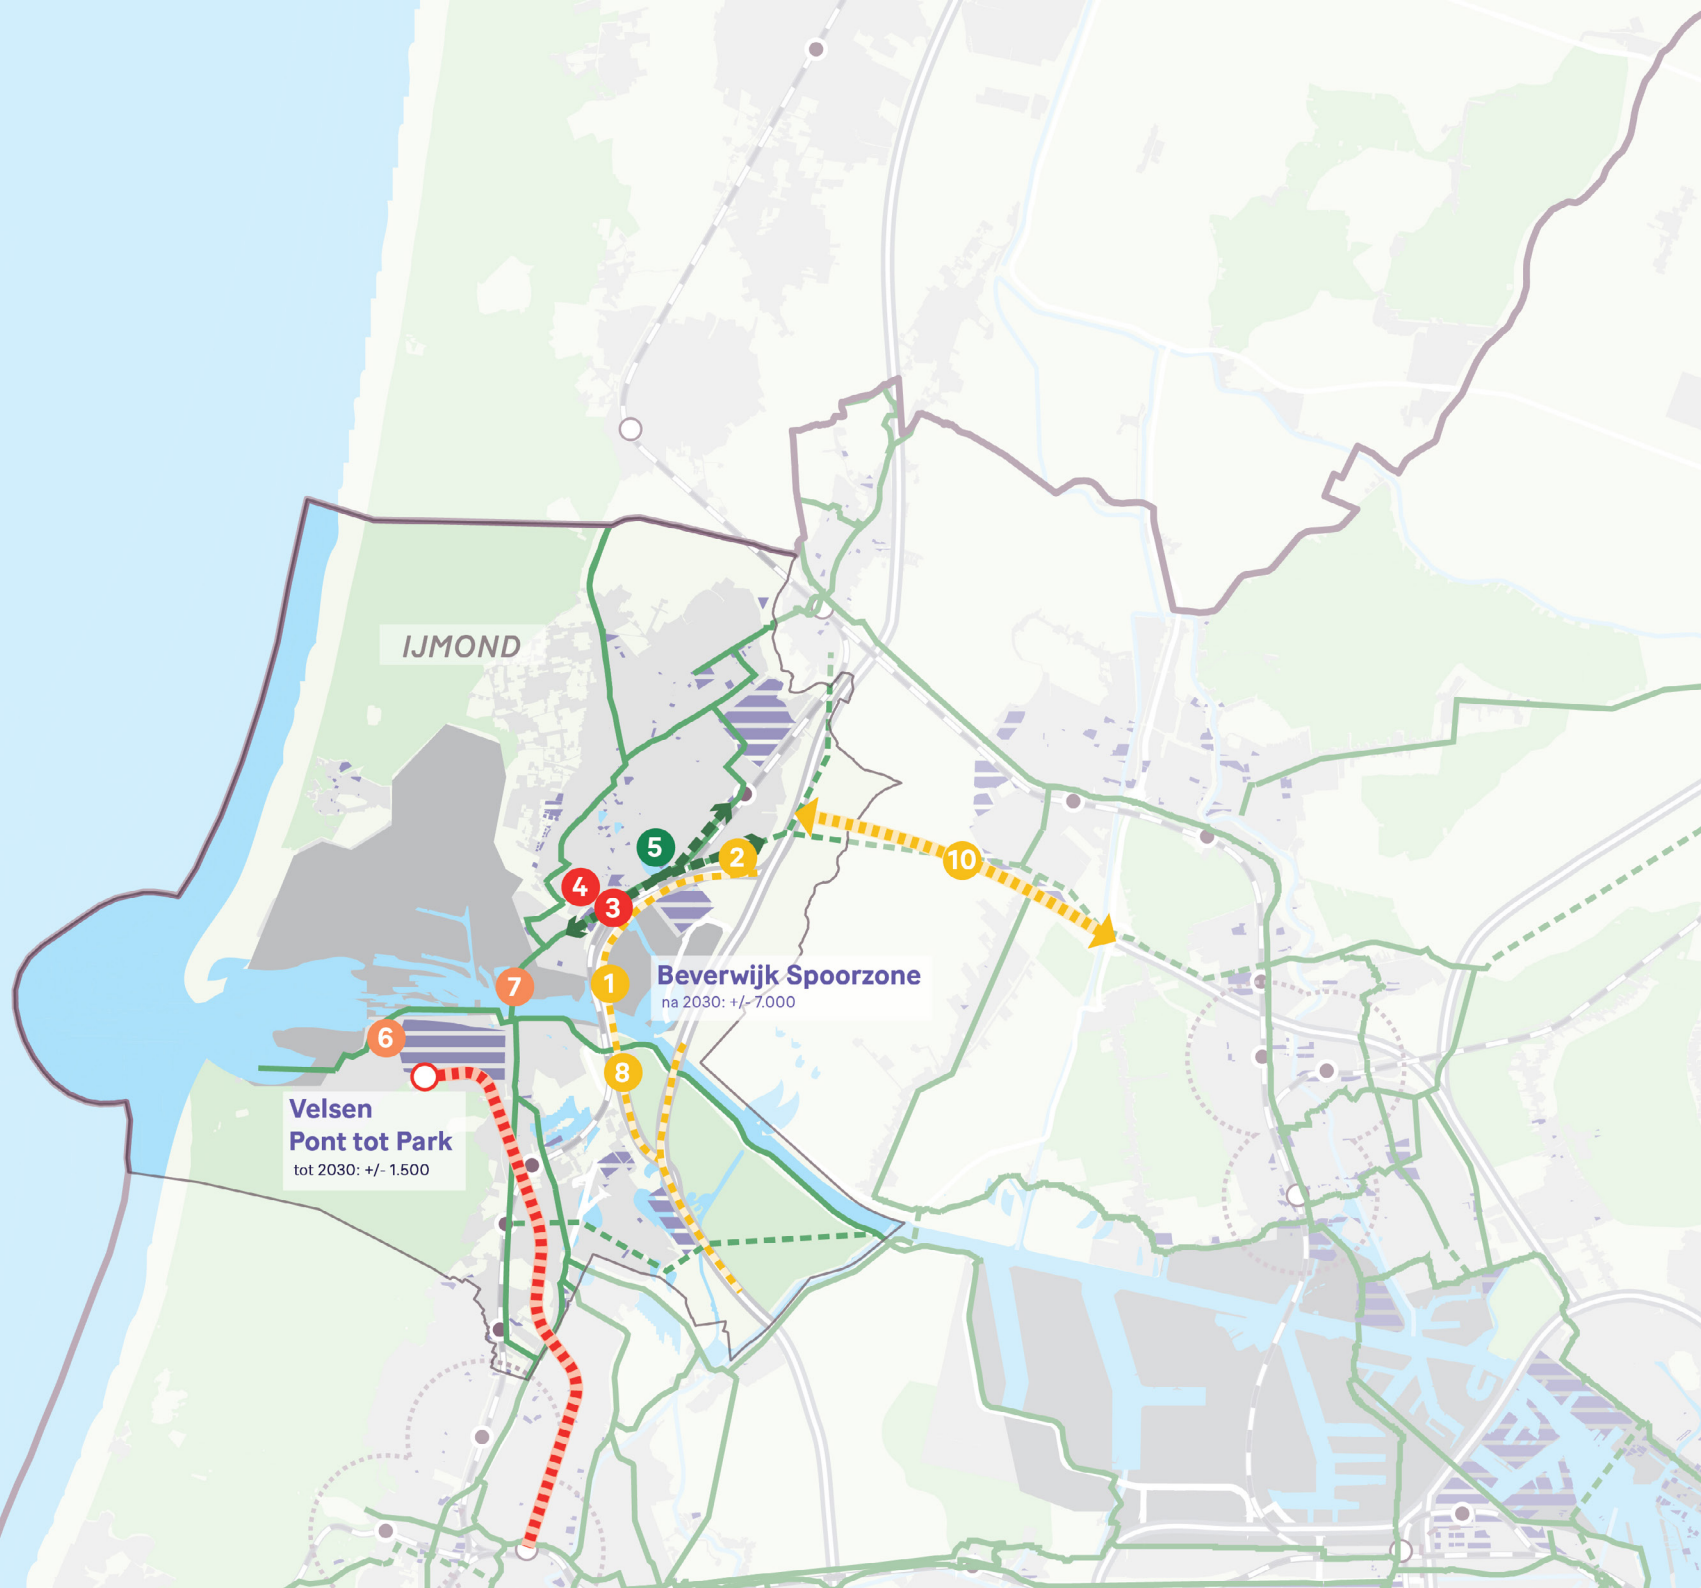 IJMOND
5
2
10
4
3
7
1
Beverwijk Spoorzone
na 2030: +/- 7.000
6
8
Velsen
Pont tot Park
tot 2030: +/- 1.500